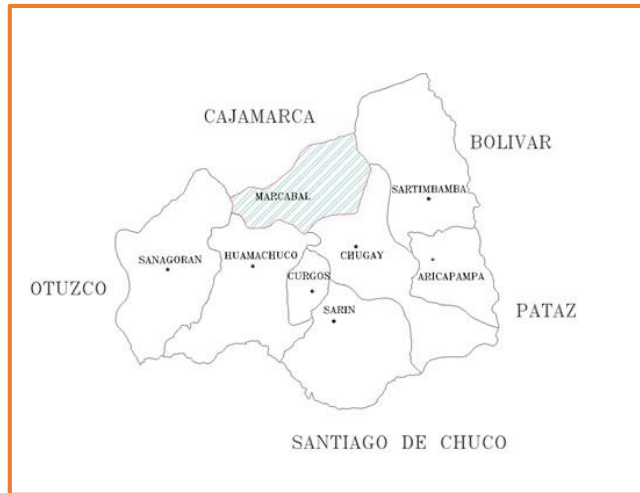 CAJAMARCA
BOLIVAR
MARCABAL
SARTIMBAMBA
SANAGORAN
HUAMACHUCO
CHUGAY
CURGOS
ARICAPAMPA
OTUZCO
SARIN
PATAZ
SANTIAGO DE CHUCO